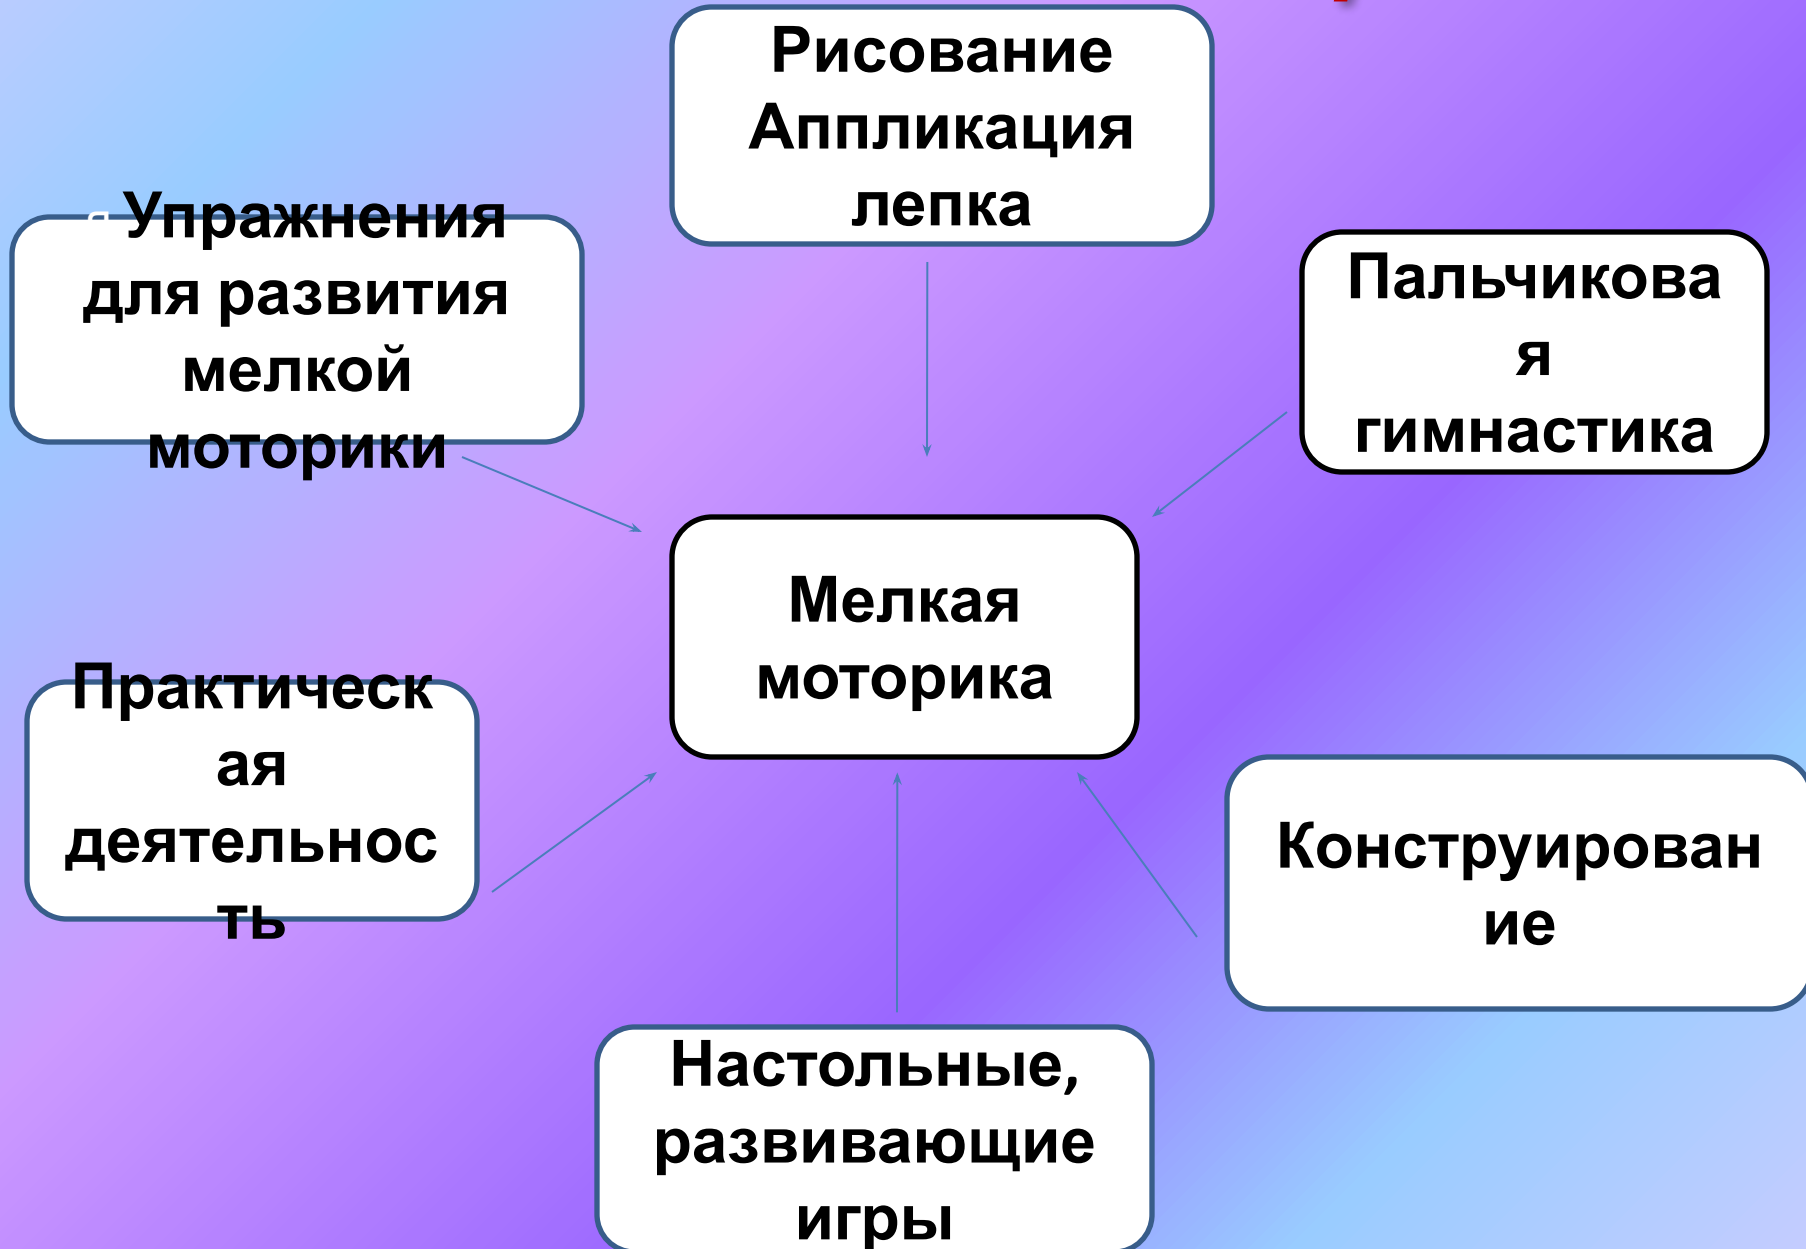 Рисование
Аппликация
лепка
я Упражнения
для развития
мелкой
моторики
Пальчикова
я
гимнастика
Мелкая
моторика
Практическ
ая
деятельнос
ть
Конструирован
ие
Настольные,
развивающие
игры